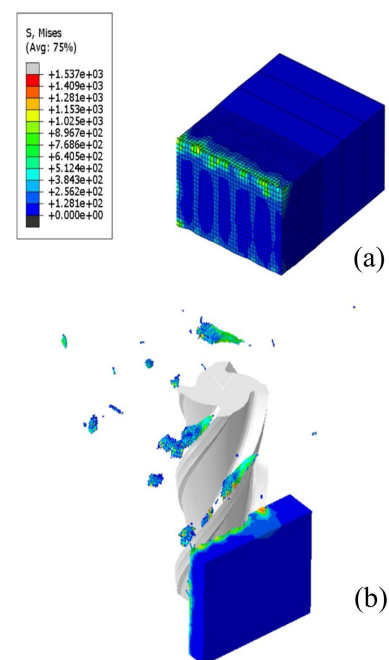 S, Mises
(Avg: 75%)
+1.537e+03
+1.409e+03
+1.281e+03
+1.153e+03
+1.025e+03
+8.967e+02
+7.686e+02
+6.405e+02
+5.124e+02
+3.843e+02
+2.562e+02
+1.281e+02
+0.000e+00
(a)
(b)